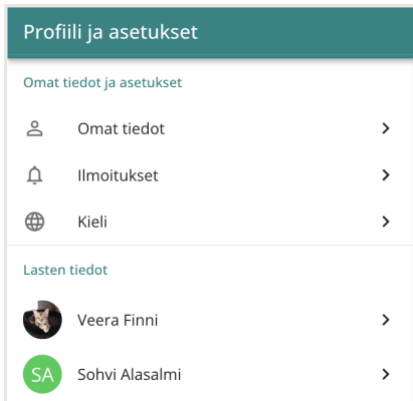 Profiili ja asetukset
Omat tiedot ja asetukset
Omat tiedot
Ilmoitukset
Kieli
Lasten tiedot
Veera Finni
SA
Sohvi Alasalmi